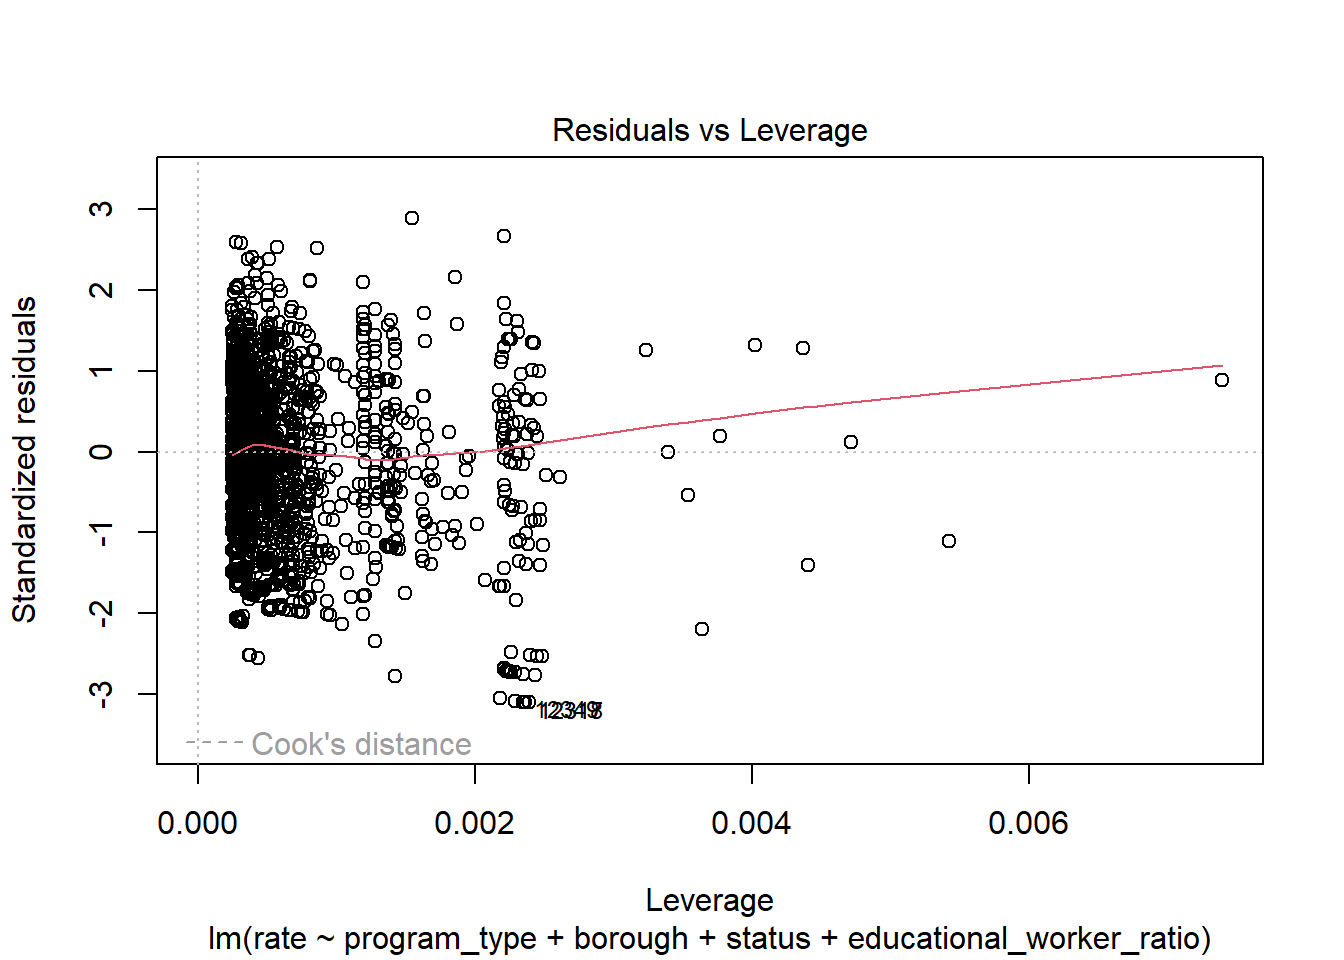 Residuals vs Leverage
Standardized residuals
3
2
1
0
-1
-2
-3
Cook's distance
0.000
0.002
0.004
0.006
Leverage
lm(rate ~ program_type + borough + status + educational_worker_ratio)